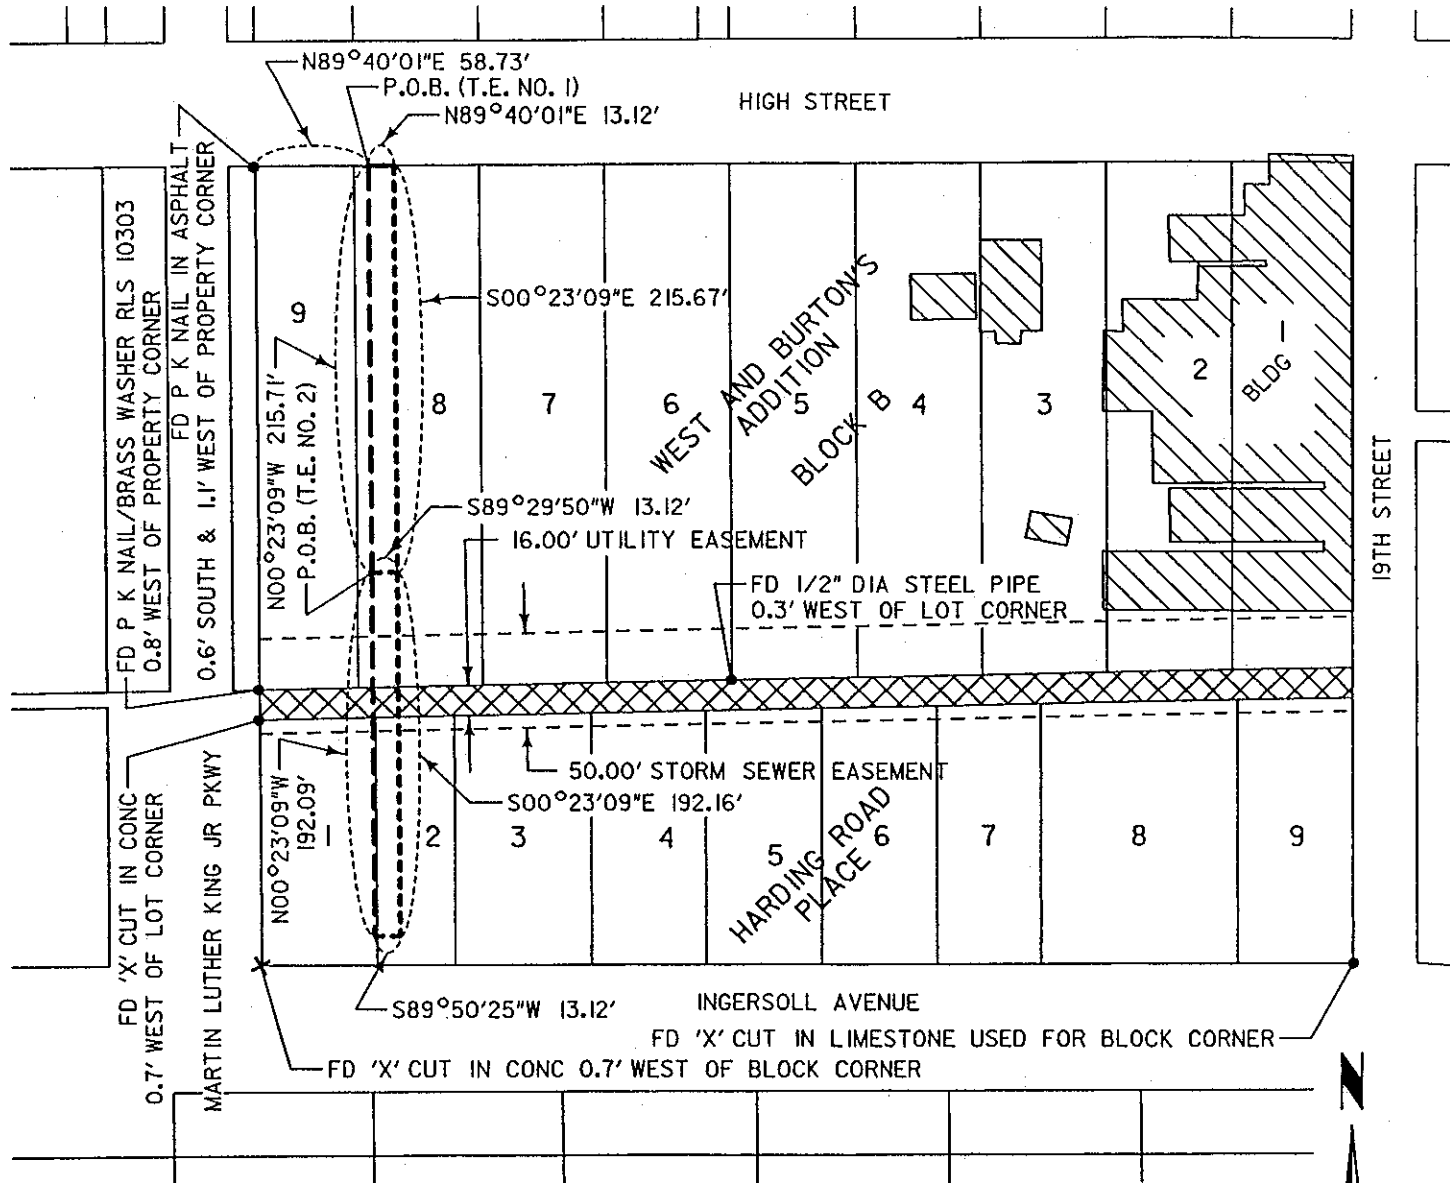 N89°40'01"E 58.73'
P.O.B. (T.E. NO. 1)
N89°40'01"E 13.12'
HIGH STREET
FD P K NAIL/BRASS WASHER RLS 10303
0.8' WEST OF PROPERTY CORNER
FD P K NAIL IN ASPHALT
0.6' SOUTH & 1.1' WEST OF PROPERTY CORNER
S00°23'09"E 215.67'
N00°23'09"W 215.71'
P.O.B. (T.E. NO. 2)
9
8
7
6
5
4
3
2
1
BLDG
WEST AND BURTON'S
ADDITION
BLOCK B
19TH STREET
S89°29'50"W 13.12'
16.00' UTILITY EASEMENT
FD 1/2" DIA STEEL PIPE
0.3' WEST OF LOT CORNER
50.00' STORM SEWER EASEMENT
S00°23'09"E 192.16'
N00°23'09"W
192.09'
1
2
3
4
5
6
7
8
9
HARDING ROAD
PLACE
FD 'X' CUT IN CONC
0.7' WEST OF LOT CORNER
MARTIN LUTHER KING JR PKWY
S89°50'25"W 13.12'
INGERSOLL AVENUE
FD 'X' CUT IN LIMESTONE USED FOR BLOCK CORNER
FD 'X' CUT IN CONC 0.7' WEST OF BLOCK CORNER
N